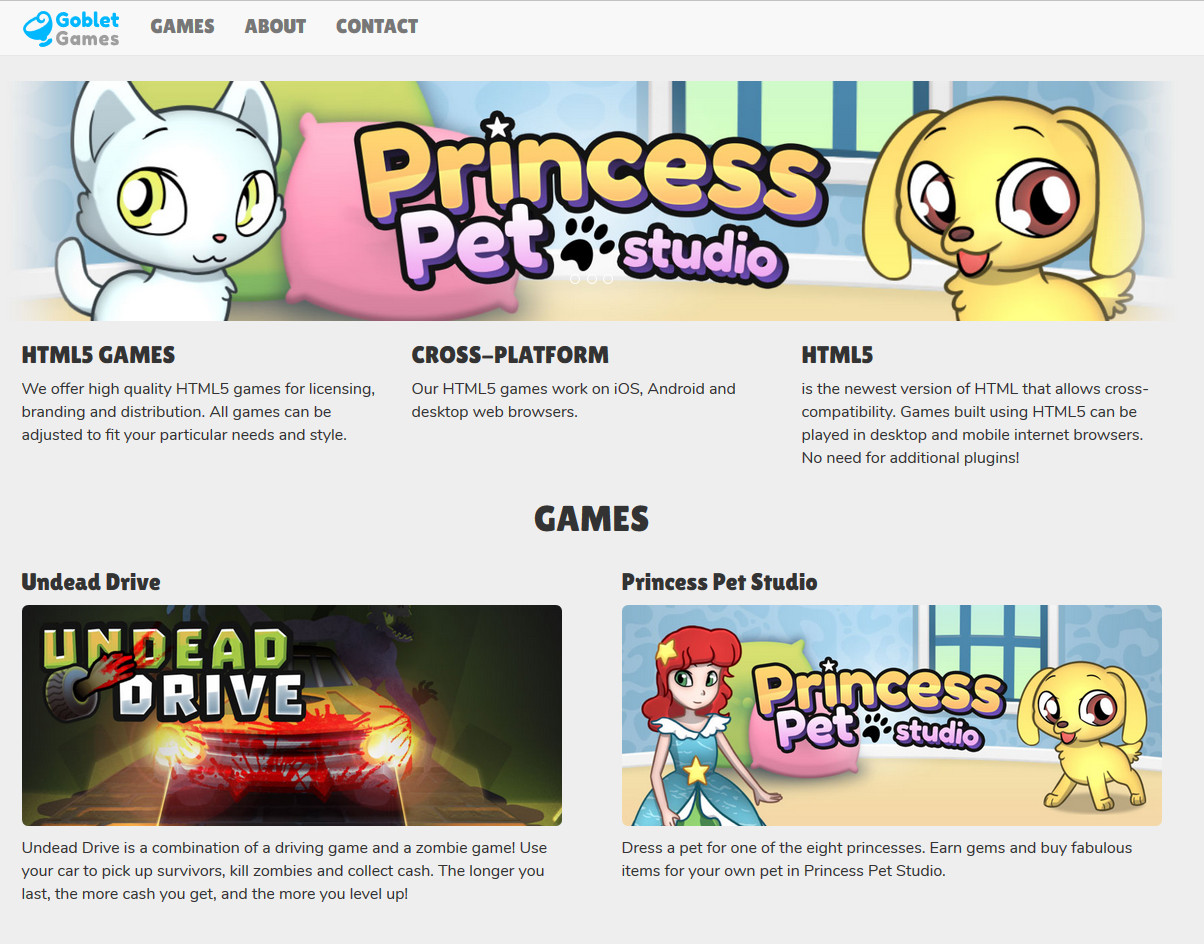 Goblet
Games
GAMES
ABOUT
CONTACT
Princess
Pet studio
HTML5 GAMES
We offer high quality HTML5 games for licensing,
branding and distribution. All games can be
adjusted to fit your particular needs and style.
CROSS-PLATFORM
Our HTML5 games work on iOS, Android and
desktop web browsers.
HTML5
is the newest version of HTML that allows cross-
compatibility. Games built using HTML5 can be
played in desktop and mobile internet browsers.
No need for additional plugins!
GAMES
Undead Drive
UNDEAD
DRIVE
Undead Drive is a combination of a driving game and a zombie game! Use
your car to pick up survivors, kill zombies and collect cash. The longer you
last, the more cash you get, and the more you level up!
Princess Pet Studio
Princess
Pet studio
Dress a pet for one of the eight princesses. Earn gems and buy fabulous
items for your own pet in Princess Pet Studio.